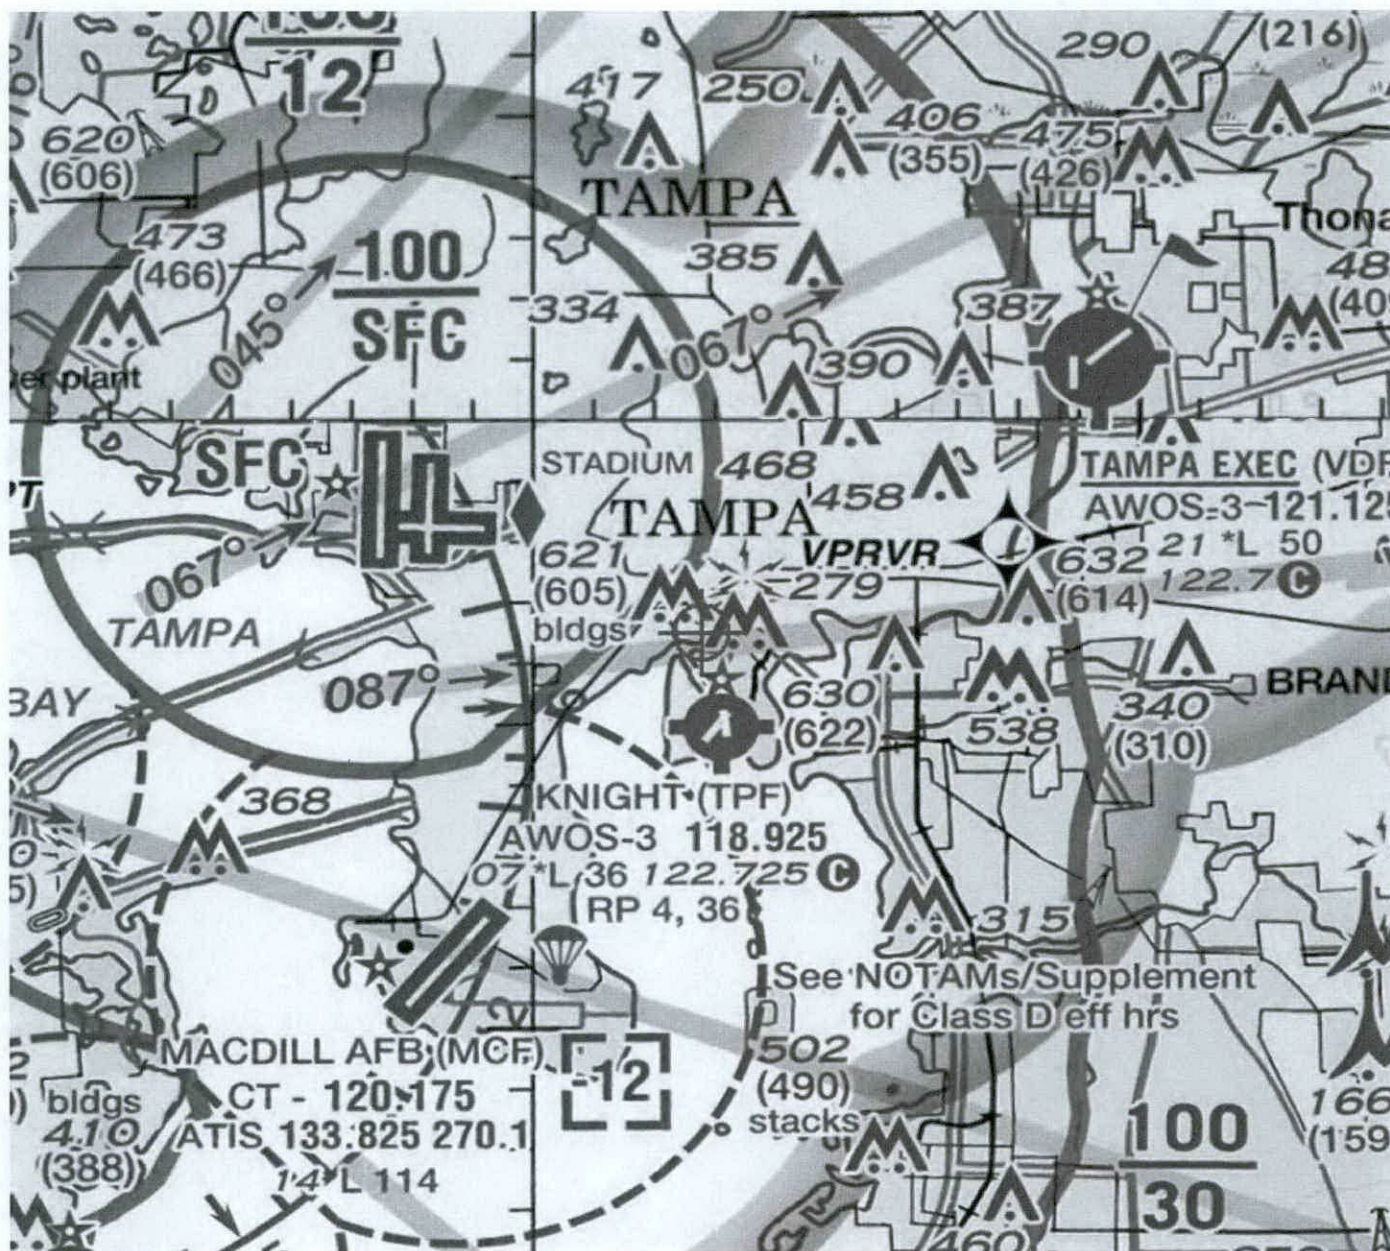 12
620
(606)
473
(466)
417
250
406
(355)
475
(426)
290
(216)
TAMPA
100
SFC
045°
385
334
067°
390
387
SFC
STADIUM
468
TAMPA
458
VPRVR
279
067°
TAMPA
BAY
087°
621
(605)
bldgs
TAMPA EXEC
AWOS-3
21 *L 50
122.7 C
632
(614)
630
(622)
538
340
(310)
368
KNIGHT (TPF)
AWOS-3 118.925
07 *L 36 122.725 C
(RP 4, 36)
315
See NOTAMs/Supplement
for Class D eff hrs
MACDILL AFB (MCF)
CT - 120.175
ATIS 133.825 270.1
14 L 114
-12
502
(490)
stacks
bldgs
410
(388)
100
30
460